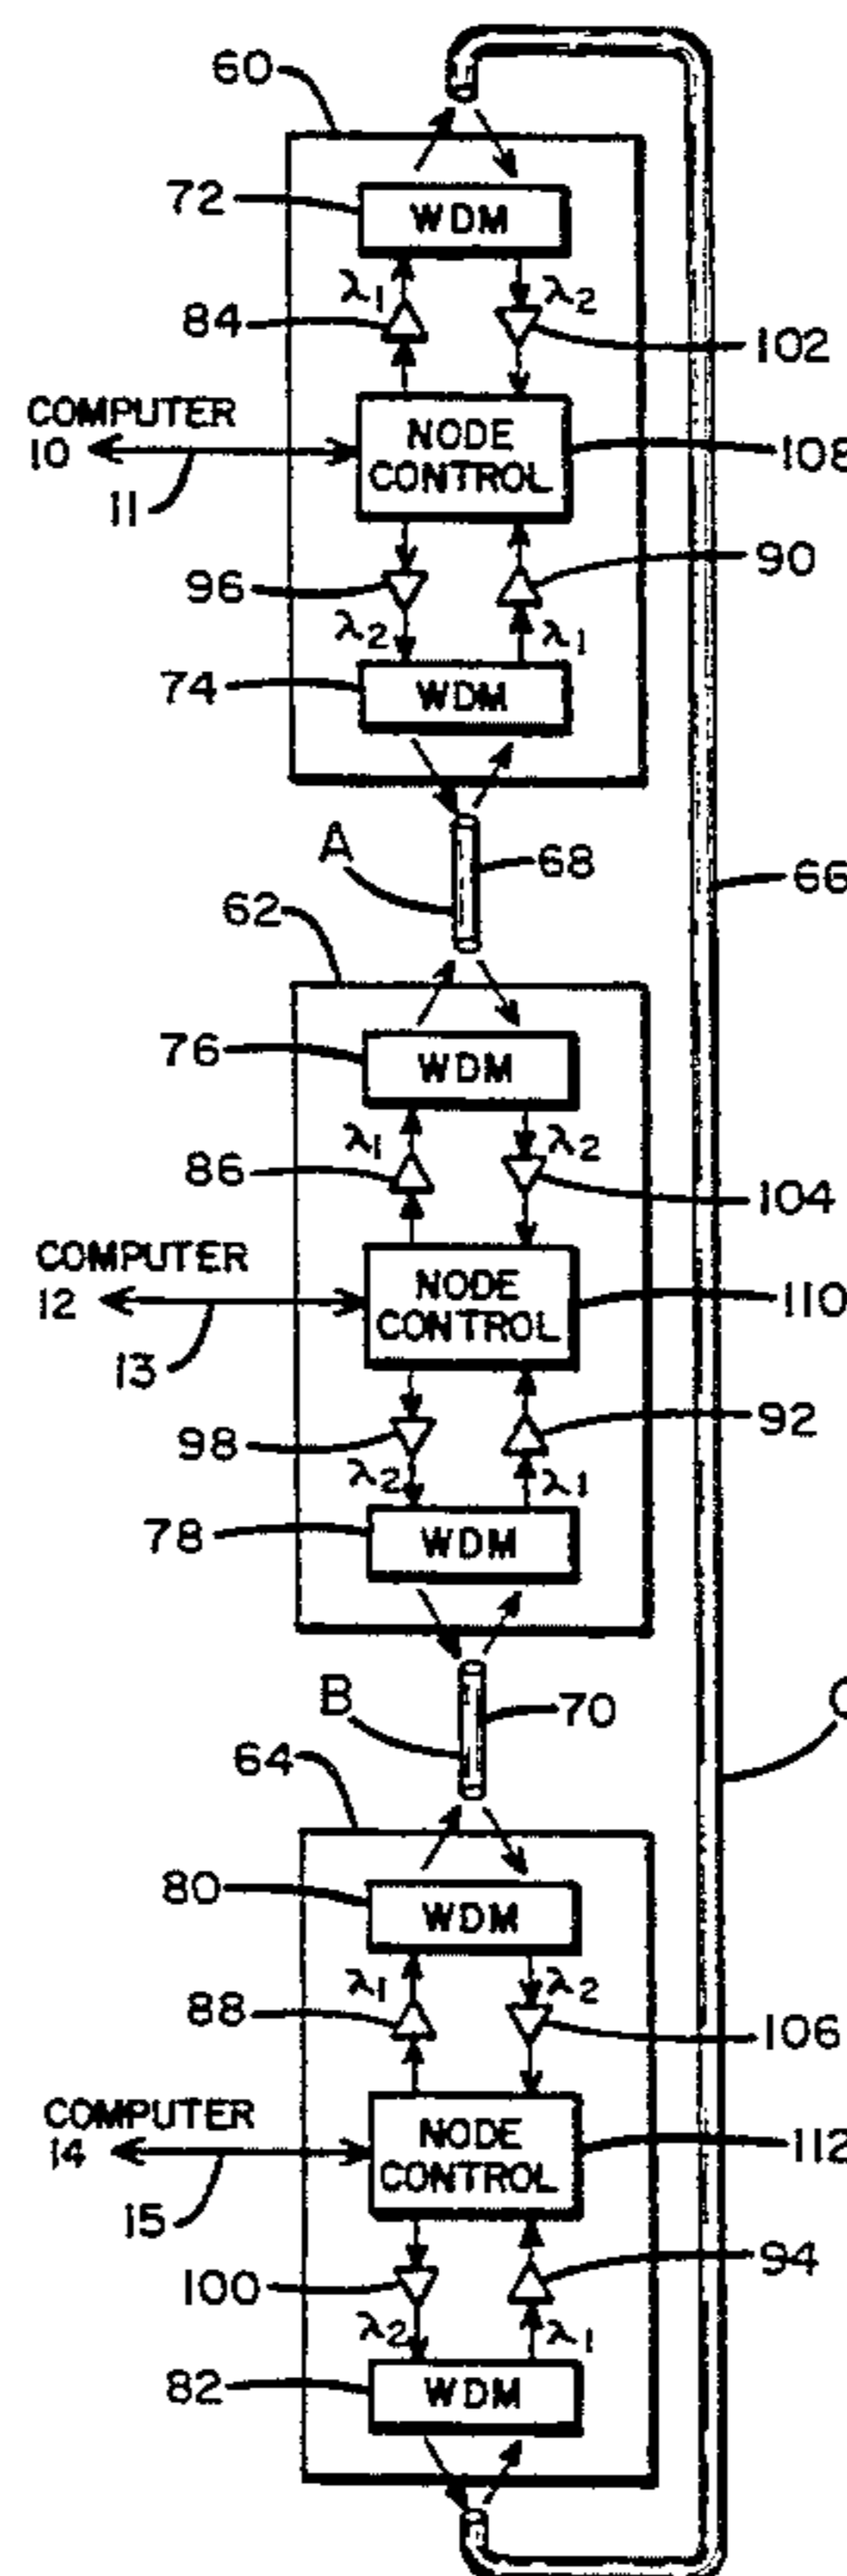 60
72
WDM
λ1
λ2
84
102
COMPUTER
10
NODE
CONTROL
108
11
96
90
λ2
λ1
74
WDM
A
68
66
62
76
WDM
λ1
λ2
86
104
COMPUTER
12
NODE
CONTROL
110
13
98
92
λ2
λ1
78
WDM
B
70
64
80
WDM
λ1
λ2
88
106
COMPUTER
14
NODE
CONTROL
112
15
100
94
λ2
λ1
82
WDM